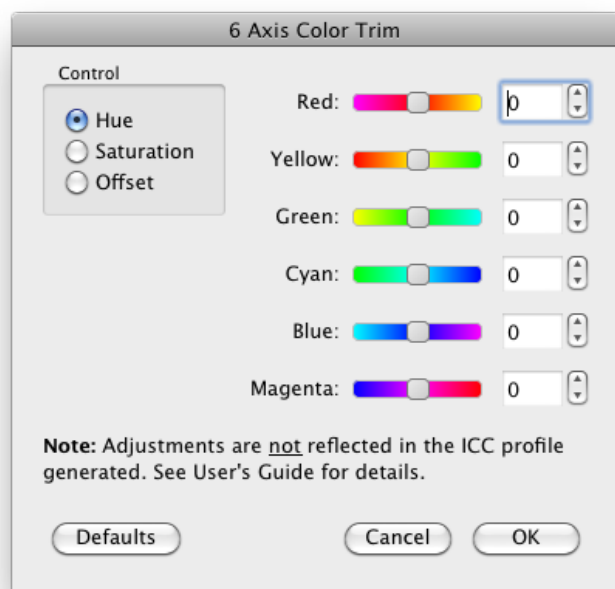 6 Axis Color Trim
Control
Hue
Saturation
Offset
Red: 0
Yellow: 0
Green: 0
Cyan: 0
Blue: 0
Magenta: 0
Note: Adjustments are not reflected in the ICC profile
generated. See User's Guide for details.
Defaults Cancel OK